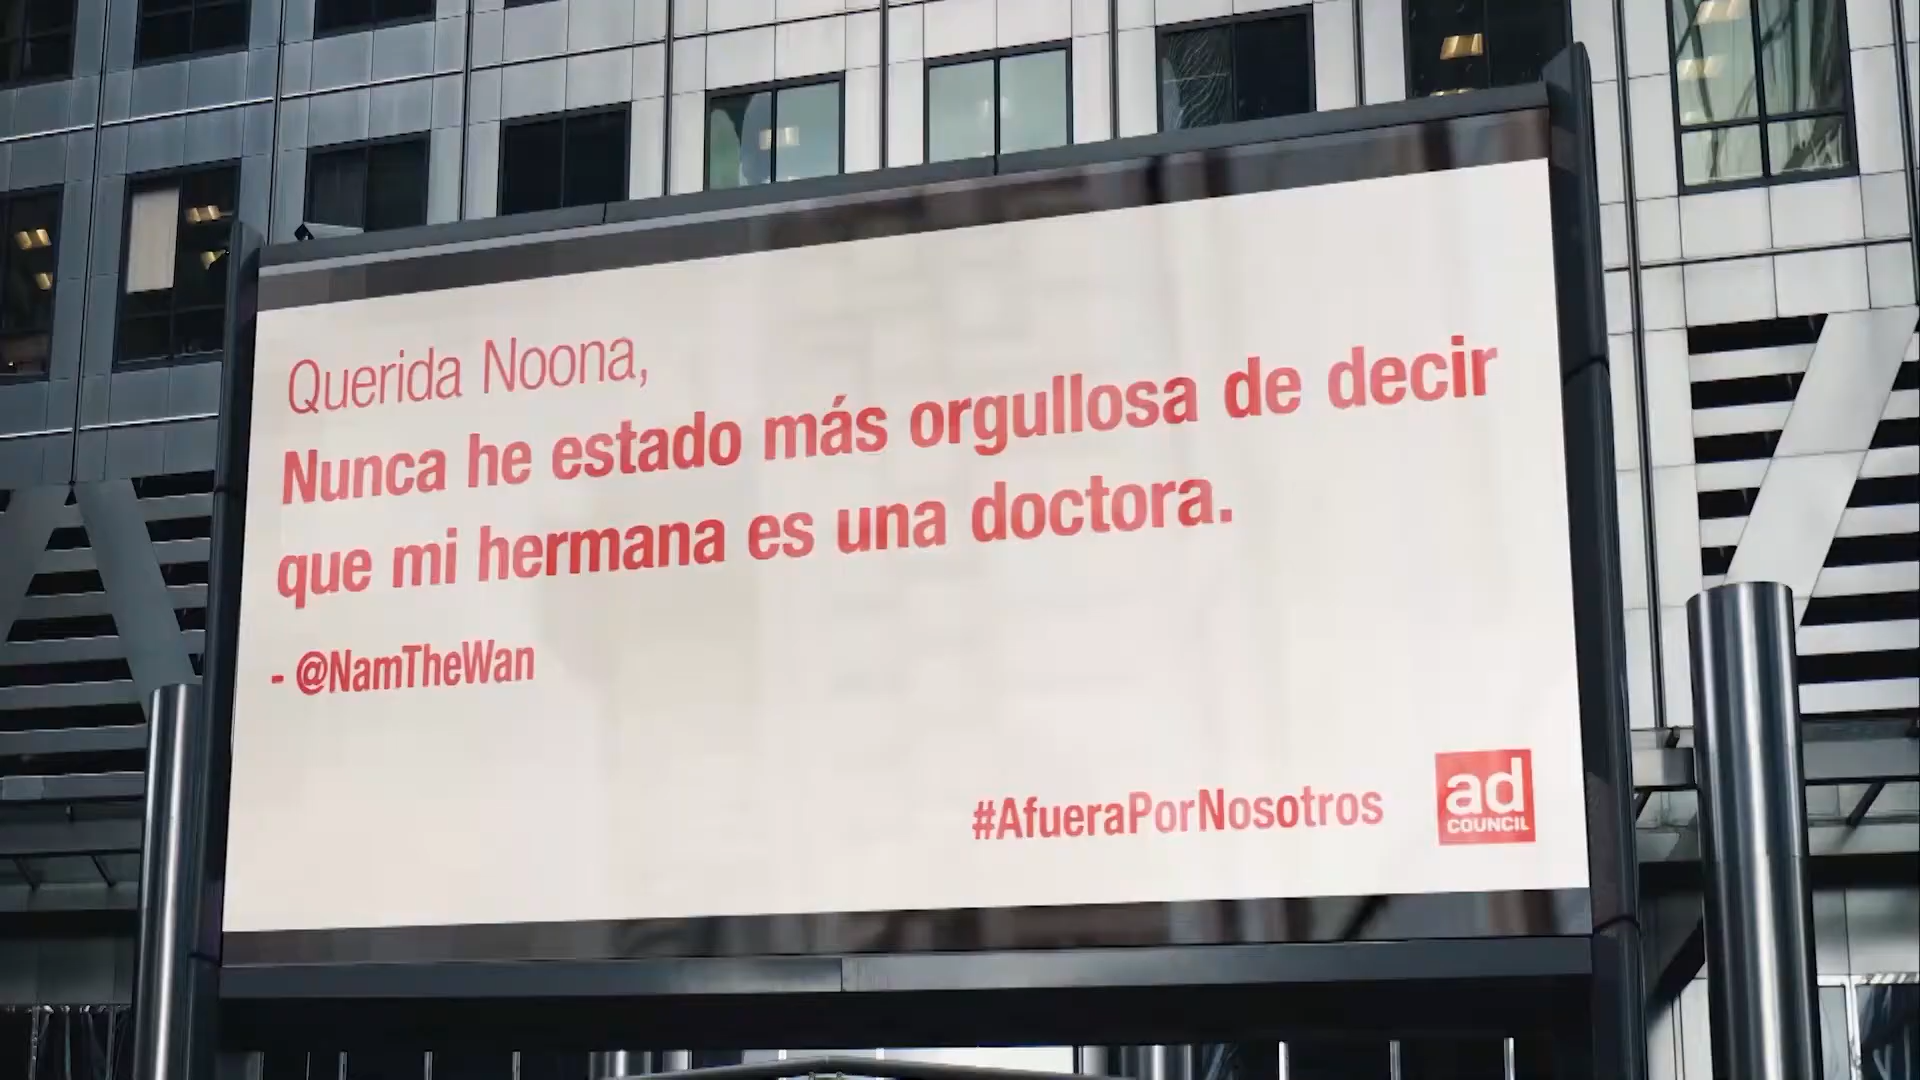 Querida Noona,
Nunca he estado más orgullosa de decir
que mi hermana es una doctora.
- @NamTheWan
#AfueraPorNosotros
ad
COUNCIL